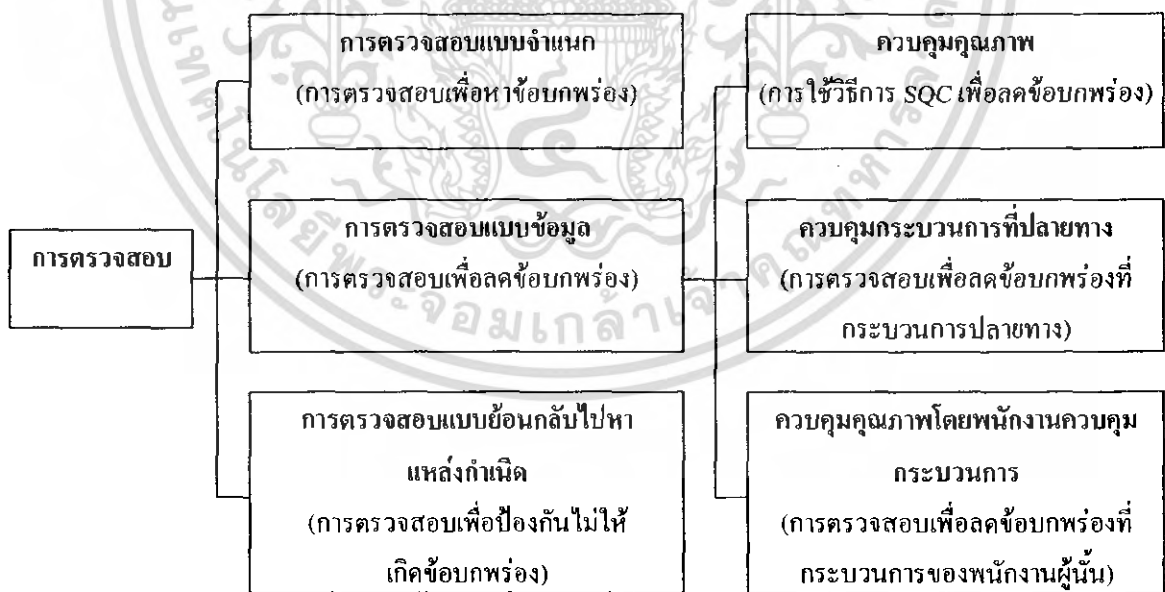 การตรวจสอบ
การตรวจสอบแบบจำแนก
(การตรวจสอบเพื่อหาข้อบกพร่อง)
การตรวจสอบแบบข้อมูล
(การตรวจสอบเพื่อลดข้อบกพร่อง)
การตรวจสอบแบบย้อนกลับไปหา
แหล่งกำเนิด
(การตรวจสอบเพื่อป้องกันไม่ให้
เกิดข้อบกพร่อง)
ควบคุมคุณภาพ
(การใช้วิธีการ SQC เพื่อลดข้อบกพร่อง)
ควบคุมกระบวนการที่ปลายทาง
(การตรวจสอบเพื่อลดข้อบกพร่องที่
กระบวนการปลายทาง)
ควบคุมคุณภาพโดยพนักงานควบคุม
กระบวนการ
(การตรวจสอบเพื่อลดข้อบกพร่องที่
กระบวนการของพนักงานผู้นั้น)